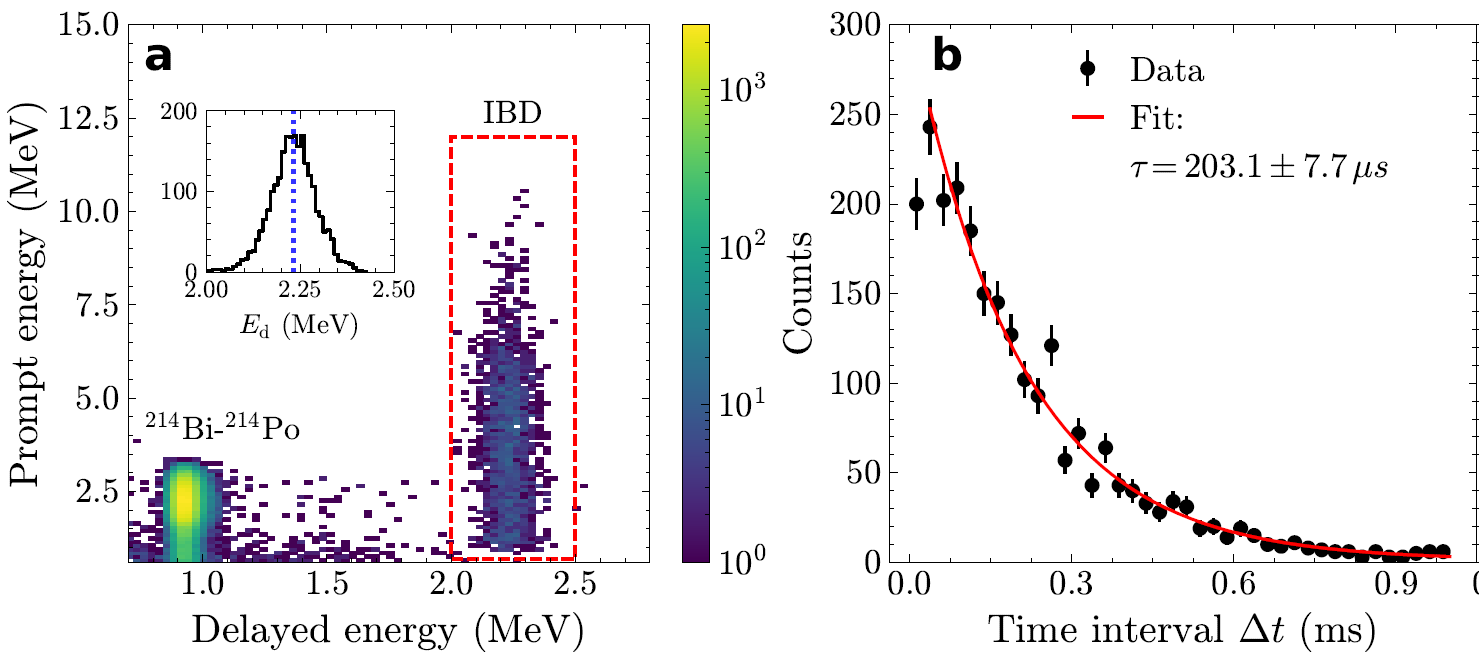 a
15.0
12.5
10.0
7.5
5.0
2.5
Prompt energy (MeV)
1.0
1.5
2.0
2.5
Delayed energy (MeV)
200
100
0
2.00
2.25
2.50
E_d (MeV)
IBD
²¹⁴Bi-²¹⁴Po
10³
10²
10¹
10⁰
b
300
250
200
150
100
50
0
Counts
Data
Fit:
τ = 203.1 ± 7.7 μs
0.0
0.3
0.6
0.9
0
Time interval Δt (ms)